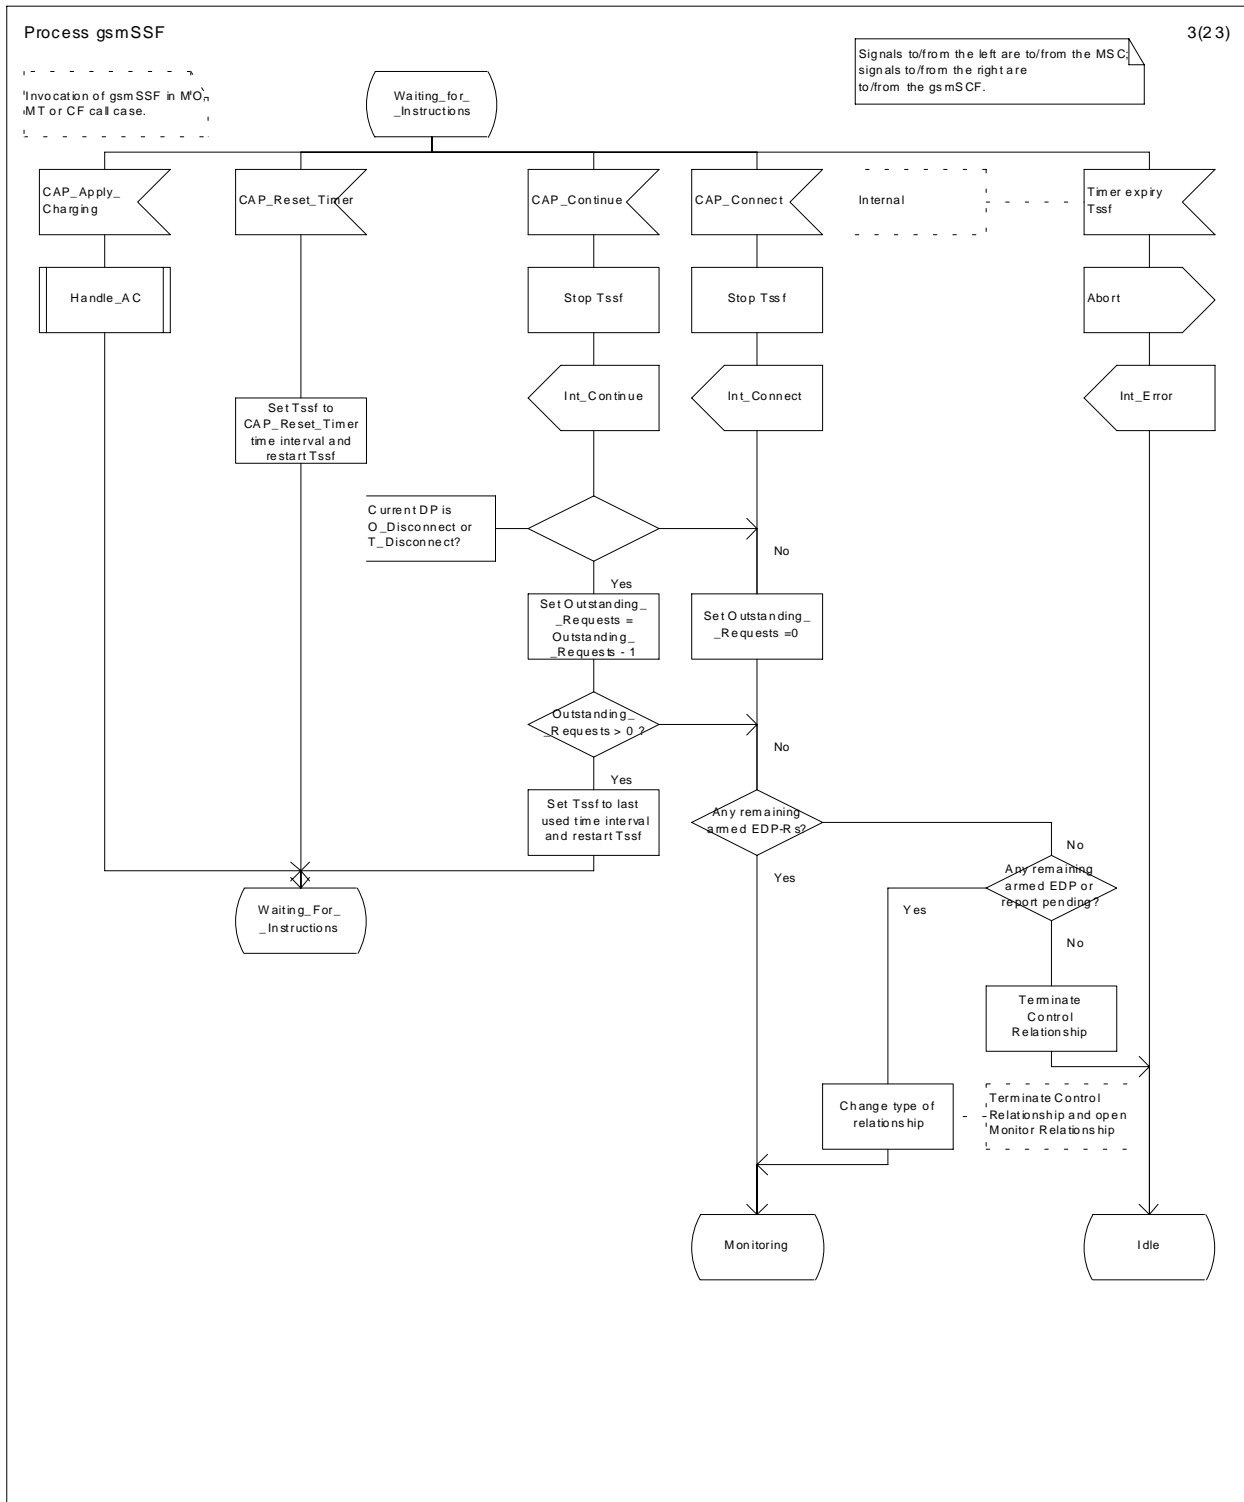 Process gsmSSF
3(23)
Signals to/from the left are to/from the MSC;
signals to/from the right are
to/from the gsmSCF.
Invocation of gsmSSF in MO,
MT or CF call case.
Waiting_for_
_Instructions
CAP_Apply_
Charging
CAP_Reset_Timer
CAP_Continue
CAP_Connect
Internal
Timer expiry
Tssf
Handle_AC
Stop Tssf
Stop Tssf
Abort
Int_Continue
Int_Connect
Int_Error
Set Tssf to
CAP_Reset_Timer
time interval and
restart Tssf
Current DP is
O_Disconnect or
T_Disconnect?
No
Yes
Set Outstanding_
_Requests =
Outstanding_
_Requests - 1
Set Outstanding_
_Requests =0
Outstanding_
_Requests > 0 ?
No
Yes
Set Tssf to last
used time interval
and restart Tssf
Any remaining
armed EDP-Rs?
No
Yes
Any remaining
armed EDP or
report pending?
Yes
No
Waiting_For_
_Instructions
Terminate
Control
Relationship
Change type of
relationship
Terminate Control
Relationship and open
Monitor Relationship
Monitoring
Idle